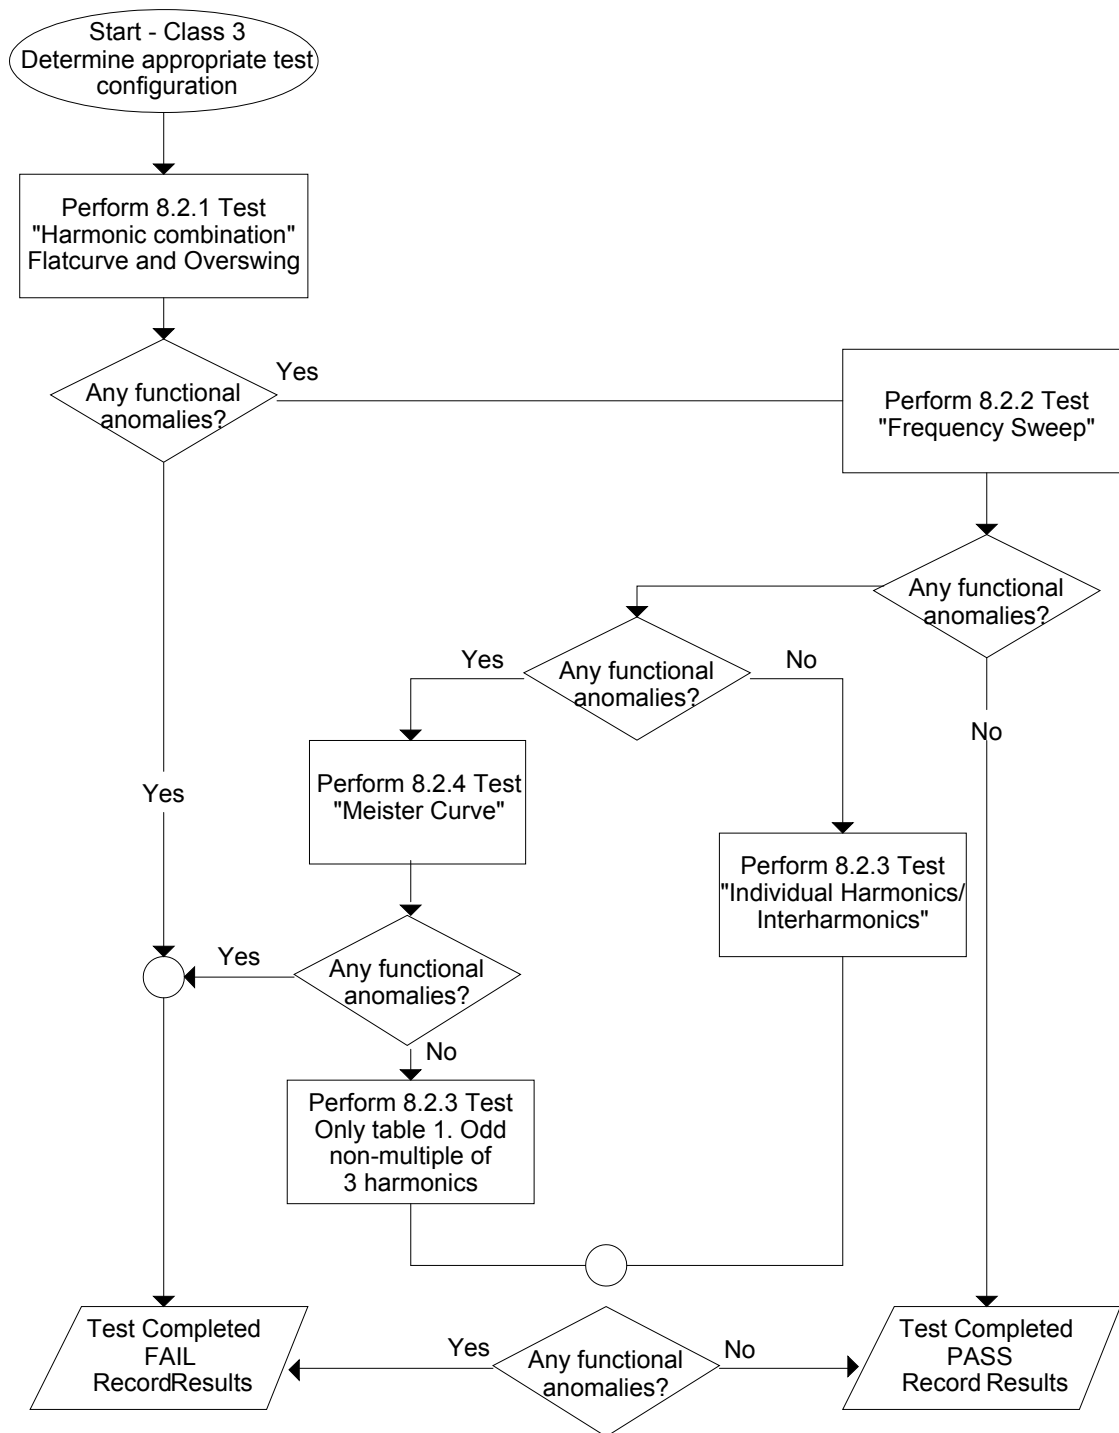 Start - Class 3
Determine appropriate test
configuration
Perform 8.2.1 Test
"Harmonic combination"
Flatcurve and Overswing
Any functional
anomalies?
Yes
Perform 8.2.2 Test
"Frequency Sweep"
Any functional
anomalies?
Yes
Any functional
anomalies?
No
No
Yes
Perform 8.2.4 Test
"Meister Curve"
Perform 8.2.3 Test
"Individual Harmonics/
Interharmonics"
Yes
Any functional
anomalies?
No
Perform 8.2.3 Test
Only table 1. Odd
non-multiple of
3 harmonics
Test Completed
FAIL
RecordResults
Yes
Any functional
anomalies?
No
Test Completed
PASS
Record Results